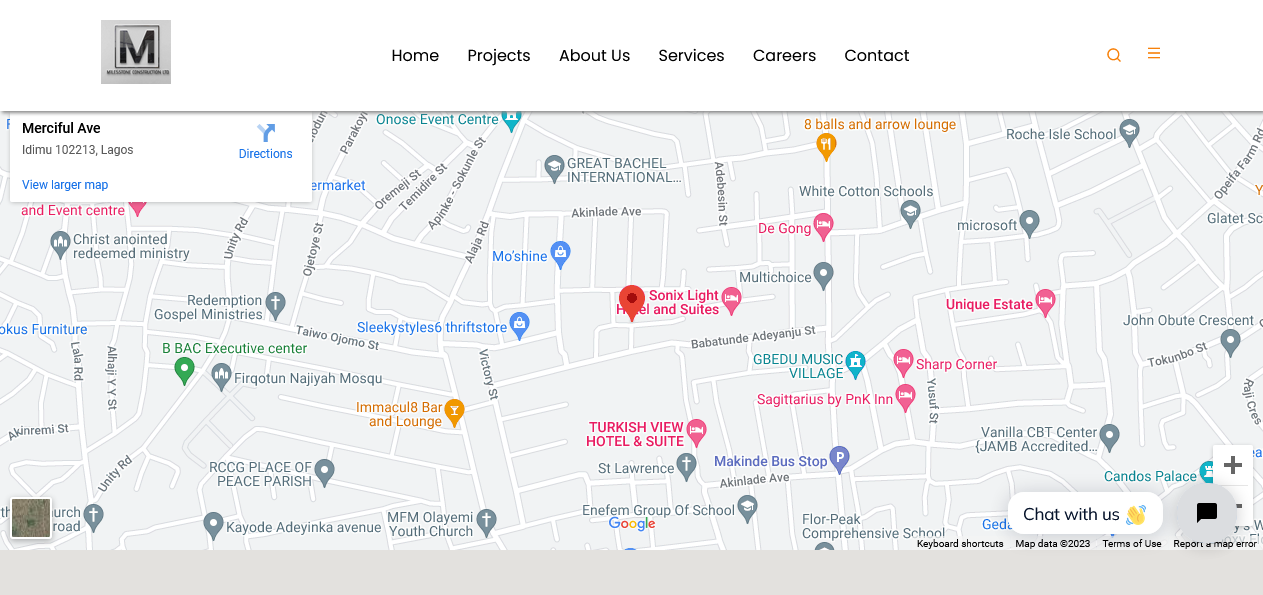 M
MILESSTONE CONSTRUCTION LTD
Home Projects About Us Services Careers Contact
Merciful Ave
Idimu 102213, Lagos
Directions
View larger map
ermarket
and Event centre
Onose Event Centre
8 balls and arrow lounge
Roche Isle School
Parakoyi
Oremeji St
Temidire St
Apinke - Sokunle St
GREAT BACHEL
INTERNATIONAL...
Adebesin St
White Cotton Schools
Opeifa Farm Rd
Akinlade Ave
De Gong
microsoft
Glatet Sc
Christ anointed
redeemed ministry
Unity Rd
Ojetoye St
Alaja Rd
Mo'shine
Multichoice
Sonix Light
Hotel and Suites
Unique Estate
Redemption
Gospel Ministries
okus Furniture
Taiwo Ojomo St
Sleekystyles6 thriftstore
Babatunde Adeyanju St
John Obute Crescent
Lala Rd
Alhaji Y Y St
B BAC Executive center
Firqotun Najiyah Mosqu
Victory St
GBEDU MUSIC
VILLAGE
Sharp Corner
Tokunbo St
Sagittarius by PnK Inn
Yusuf St
Raji Cres
Immacul8 Bar
and Lounge
TURKISH VIEW
HOTEL & SUITE
Akinremi St
Vanilla CBT Center
{JAMB Accredited...
Unity Rd
RCCG PLACE OF
PEACE PARISH
St Lawrence
Makinde Bus Stop
P
Akinlade Ave
Candos Palace
urch
road
Kayode Adeyinka avenue
MFM Olayemi
Youth Church
Enefem Group Of School
Google
Flor-Peak
Comprehensive School
Geda
Chat with us 👋
Keyboard shortcuts Map data ©2023 Terms of Use Report a map error